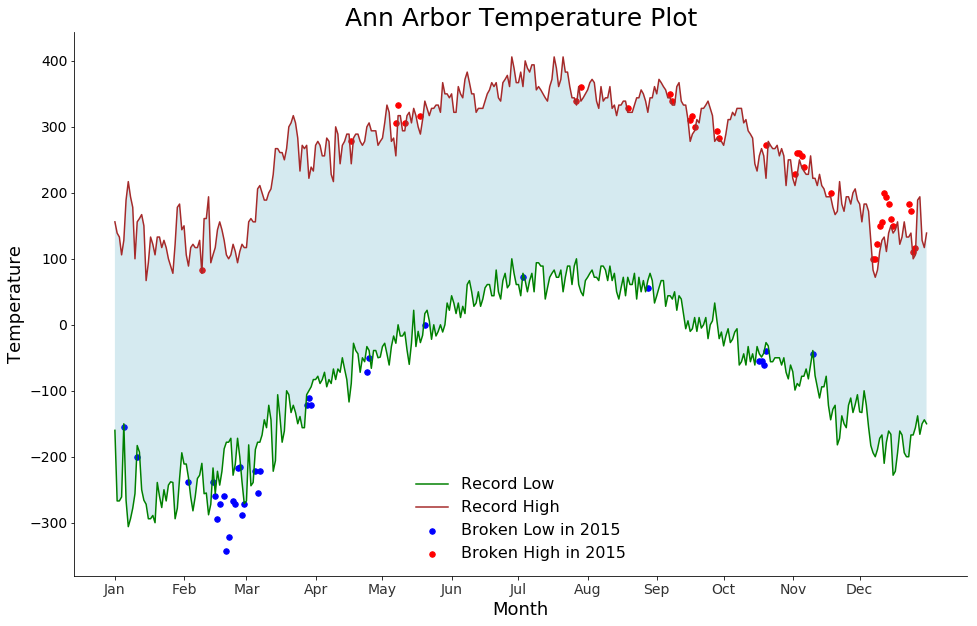 Ann Arbor Temperature Plot
Temperature
400
300
200
100
0
−100
−200
−300
Record Low
Record High
Broken Low in 2015
Broken High in 2015
Jan Feb Mar Apr May Jun Jul Aug Sep Oct Nov Dec
Month